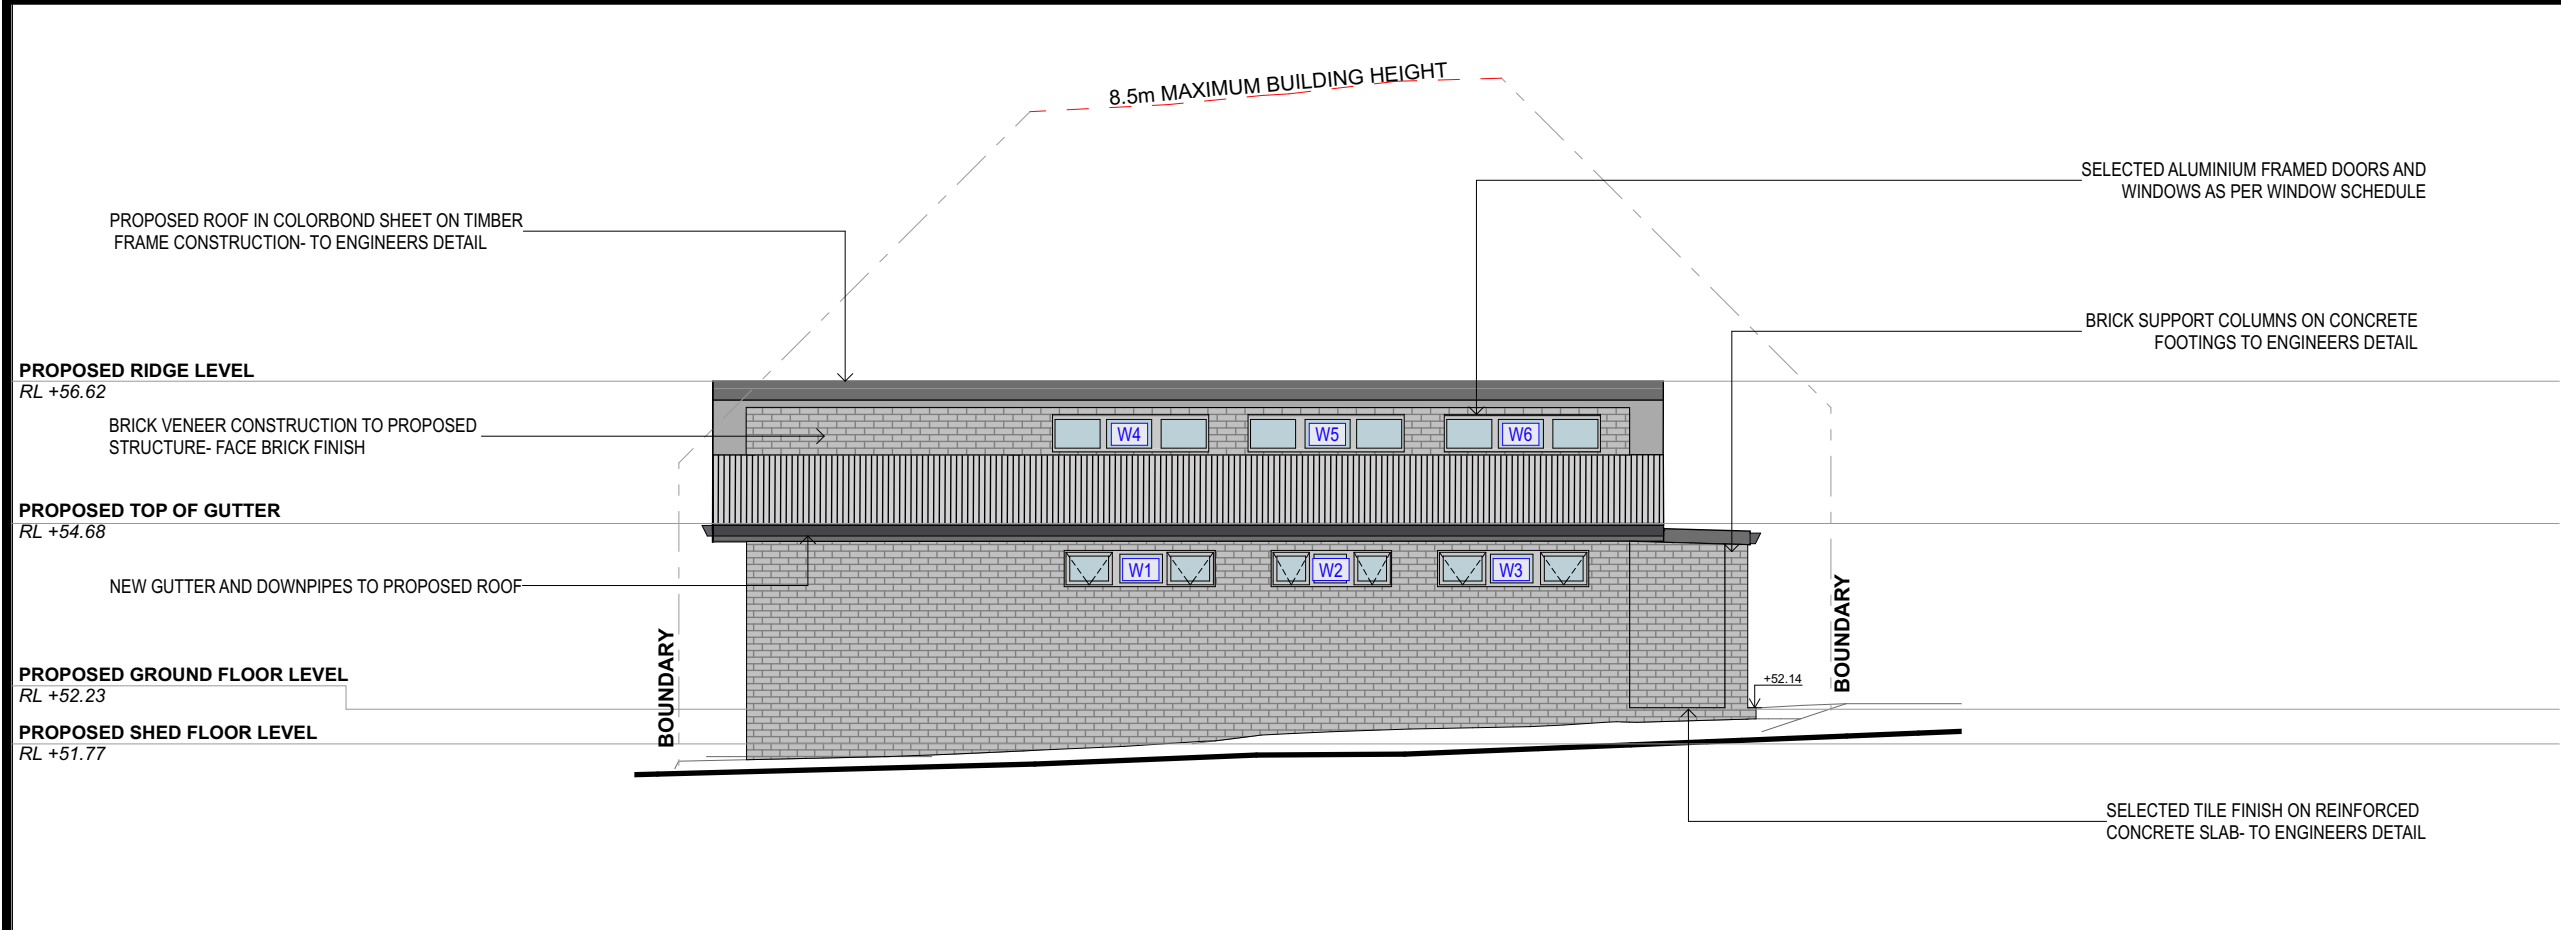 8.5m MAXIMUM BUILDING HEIGHT
SELECTED ALUMINIUM FRAMED DOORS AND
WINDOWS AS PER WINDOW SCHEDULE
PROPOSED ROOF IN COLORBOND SHEET ON TIMBER
FRAME CONSTRUCTION- TO ENGINEERS DETAIL
BRICK SUPPORT COLUMNS ON CONCRETE
FOOTINGS TO ENGINEERS DETAIL
PROPOSED RIDGE LEVEL
RL +56.62
BRICK VENEER CONSTRUCTION TO PROPOSED
STRUCTURE- FACE BRICK FINISH
W4
W5
W6
PROPOSED TOP OF GUTTER
RL +54.68
W1
W2
W3
NEW GUTTER AND DOWNPIPES TO PROPOSED ROOF
BOUNDARY
BOUNDARY
PROPOSED GROUND FLOOR LEVEL
RL +52.23
+52.14
PROPOSED SHED FLOOR LEVEL
RL +51.77
SELECTED TILE FINISH ON REINFORCED
CONCRETE SLAB- TO ENGINEERS DETAIL